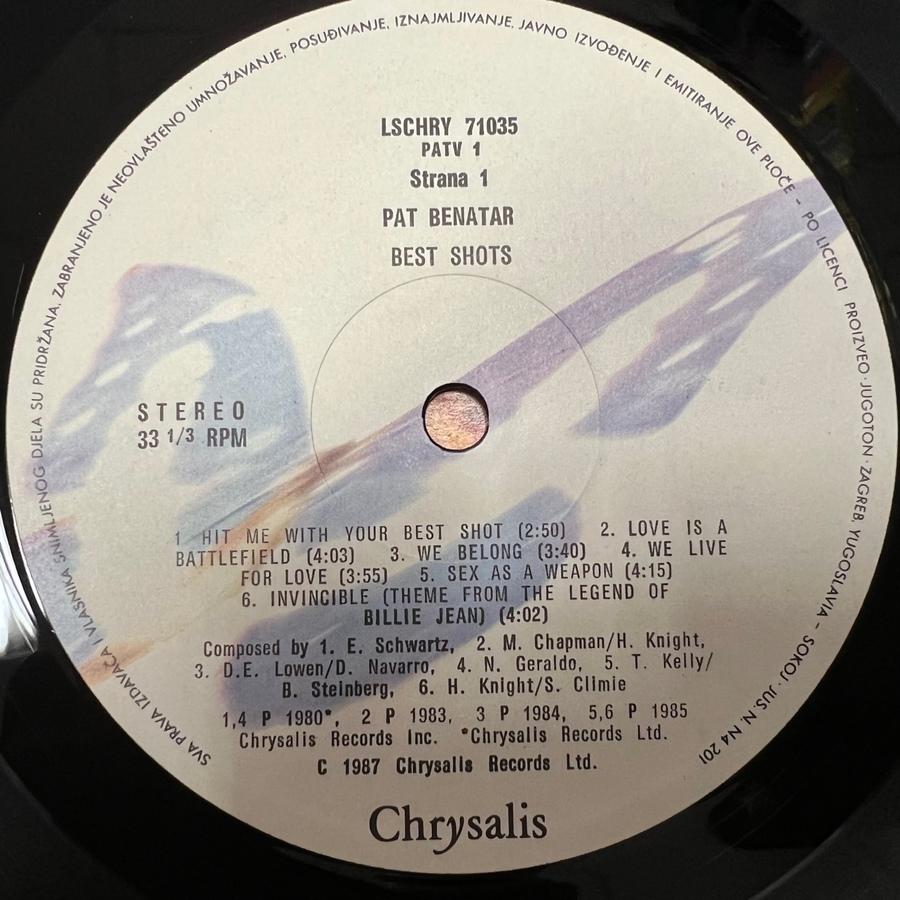 SVA PRAVA IZDAVAČA I VLASNIKA SNIMLJENOG DJELA SU PRIDRŽANA. ZABRANJENO JE NEOVLAŠTENO UMNOŽAVANJE, POSUĐIVANJE, IZNAJMLJIVANJE, JAVNO IZVOĐENJE I EMITIRANJE OVE PLOČE - PO LICENCI PROIZVEO·JUGOTON·ZAGREB, YUGOSLAVIA - SOKOJ·JUS. N. N4 201
LSCHRY 71035
PATV 1
Strana 1
PAT BENATAR
BEST SHOTS
STEREO
33 1/3 RPM
1 HIT ME WITH YOUR BEST SHOT (2:50) 2. LOVE IS A
BATTLEFIELD (4:03) 3. WE BELONG (3:40) 4. WE LIVE
FOR LOVE (3:55) 5. SEX AS A WEAPON (4:15)
6. INVINCIBLE (THEME FROM THE LEGEND OF
BILLIE JEAN) (4:02)
Composed by 1. E. Schwartz, 2. M. Chapman/H. Knight,
3. D.E. Lowen/D. Navarro, 4. N. Geraldo, 5. T. Kelly/
B. Steinberg, 6. H. Knight/S. Climie
1,4 P 1980*, 2 P 1983, 3 P 1984, 5,6 P 1985
Chrysalis Records Inc. *Chrysalis Records Ltd.
C 1987 Chrysalis Records Ltd.
Chrysalis